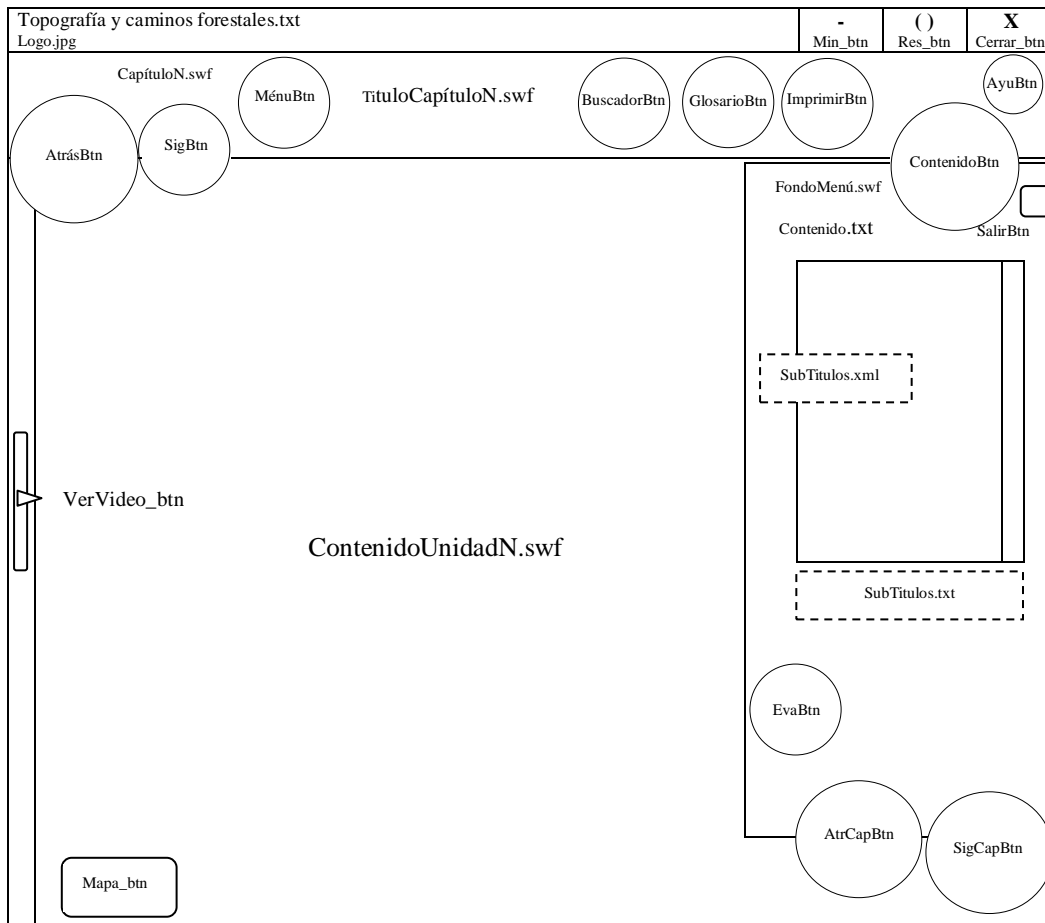 Topografía y caminos forestales.txt
Logo.jpg
-
Min_btn
( )
Res_btn
X
Cerrar_btn
CapítuloN.swf
MénuBtn
TituloCapítuloN.swf
BuscadorBtn
GlosarioBtn
ImprimirBtn
AyuBtn
AtrásBtn
SigBtn
ContenidoBtn
FondoMenú.swf
Contenido.txt
SalirBtn
SubTitulos.xml
VerVideo_btn
ContenidoUnidadN.swf
SubTitulos.txt
EvaBtn
AtrCapBtn
SigCapBtn
Mapa_btn